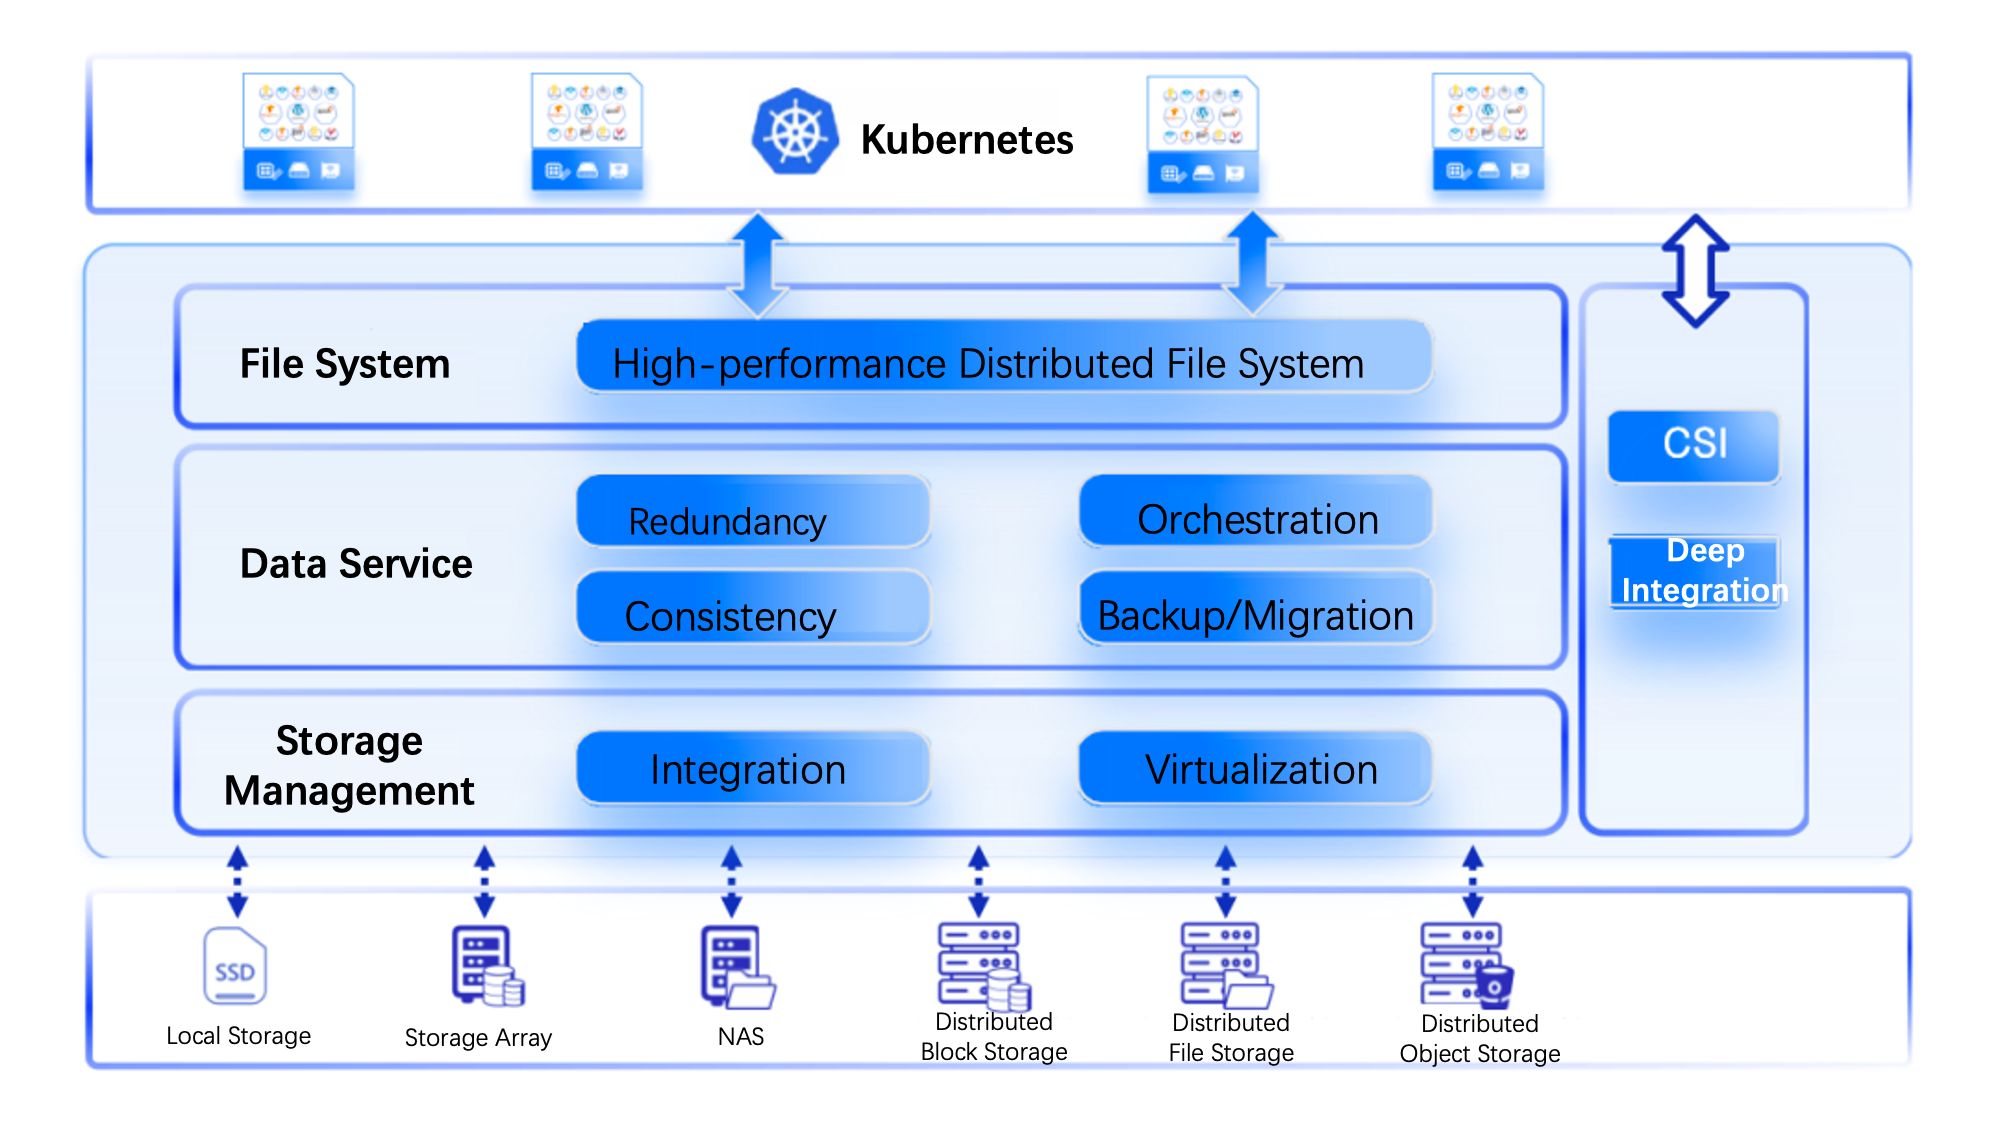 Kubernetes
File System
High-performance Distributed File System
CSI
Deep
Integration
Data Service
Redundancy
Orchestration
Consistency
Backup/Migration
Storage
Management
Integration
Virtualization
SSD
Local Storage
Storage Array
NAS
Distributed
Block Storage
Distributed
File Storage
Distributed
Object Storage